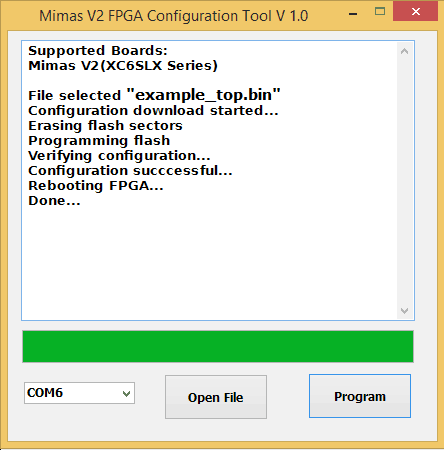 Mimas V2 FPGA Configuration Tool V 1.0
Supported Boards:
Mimas V2(XC6SLX Series)
File selected "example_top.bin"
Configuration download started...
Erasing flash sectors
Programming flash
Verifying configuration...
Configuration succcessful...
Rebooting FPGA...
Done...
COM6
Open File
Program